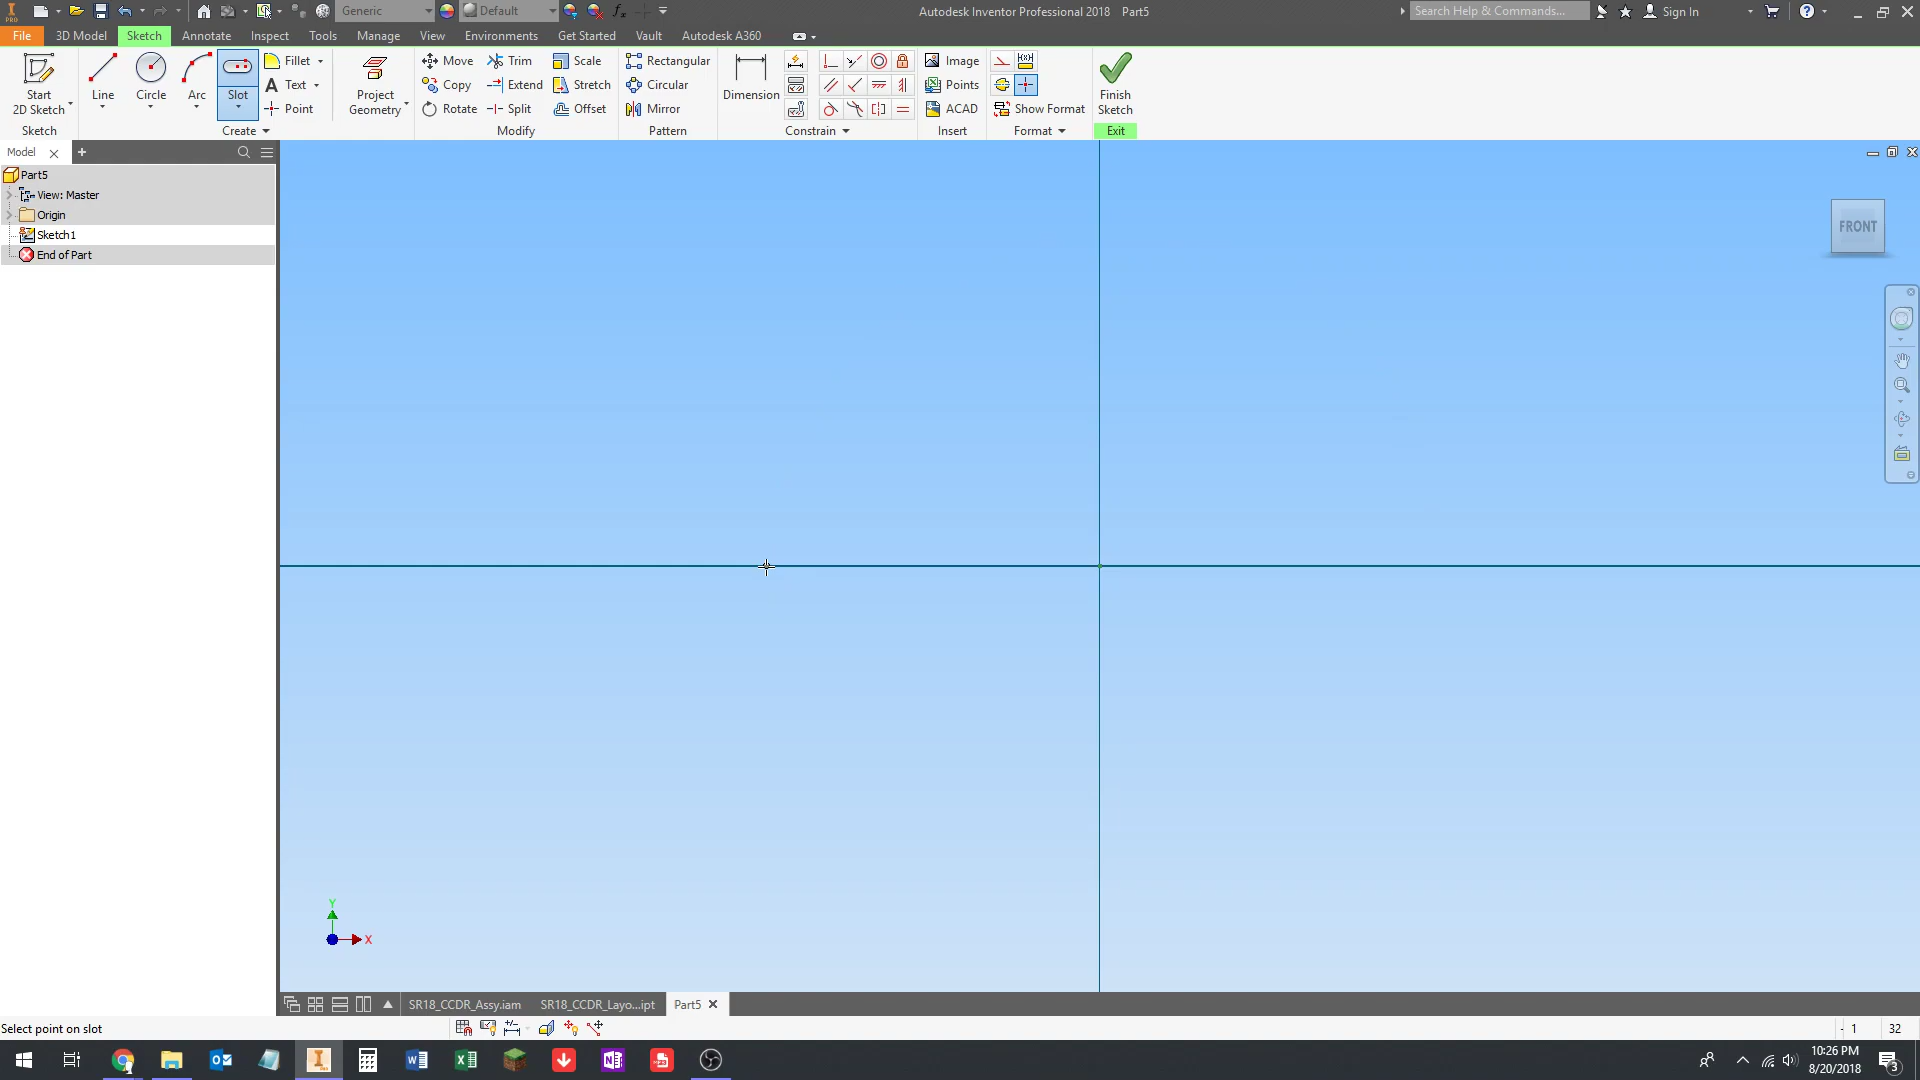 Generic
Default
Autodesk Inventor Professional 2018 Part5
Search Help & Commands...
Sign In
PRO
File
3D Model
Sketch
Annotate
Inspect
Tools
Manage
View
Environments
Get Started
Vault
Autodesk A360
Start
2D Sketch
Line
Circle
Arc
Slot
Fillet
Text
Point
Project
Geometry
Move
Copy
Rotate
Trim
Extend
Split
Scale
Stretch
Offset
Rectangular
Circular
Mirror
Dimension
Image
Points
ACAD
Show Format
Finish
Sketch
Sketch
Create
Modify
Pattern
Constrain
Insert
Format
Exit
Model
Part5
View: Master
Origin
Sketch1
End of Part
FRONT
Y
X
SR18_CCDR_Assy.iam
SR18_CCDR_Layo...ipt
Part5
Select point on slot
1
32
10:26 PM
8/20/2018
3